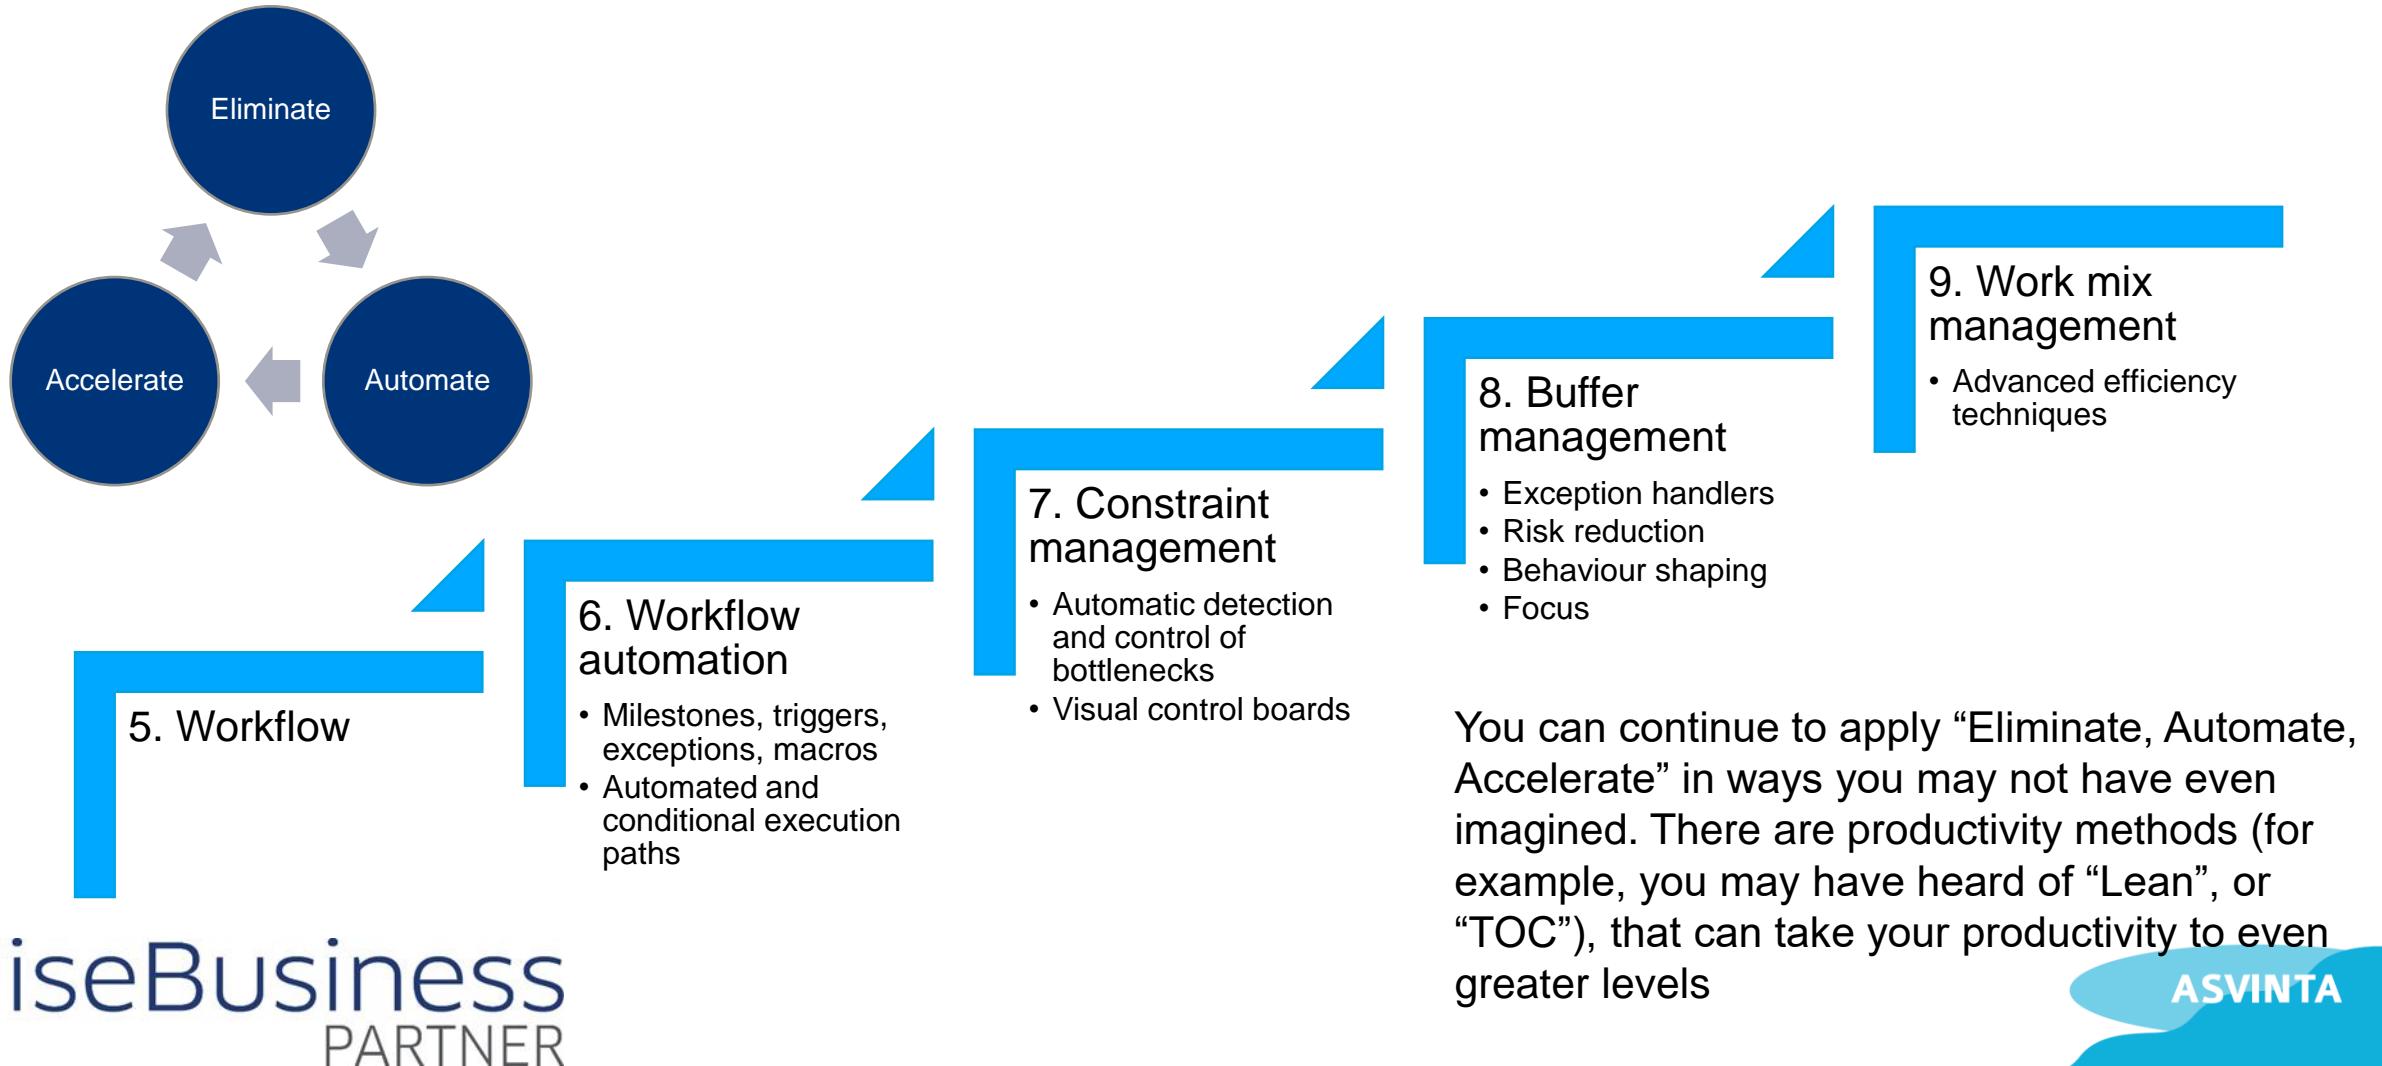 Eliminate
Accelerate
Automate
5. Workflow
6. Workflow
automation
• Milestones, triggers,
exceptions, macros
• Automated and
conditional execution
paths
7. Constraint
management
• Automatic detection
and control of
bottlenecks
• Visual control boards
8. Buffer
management
• Exception handlers
• Risk reduction
• Behaviour shaping
• Focus
9. Work mix
management
• Advanced efficiency
techniques
You can continue to apply “Eliminate, Automate,
Accelerate” in ways you may not have even
imagined. There are productivity methods (for
example, you may have heard of “Lean”, or
“TOC”), that can take your productivity to even
greater levels
iseBusiness
PARTNER
ASVINTA